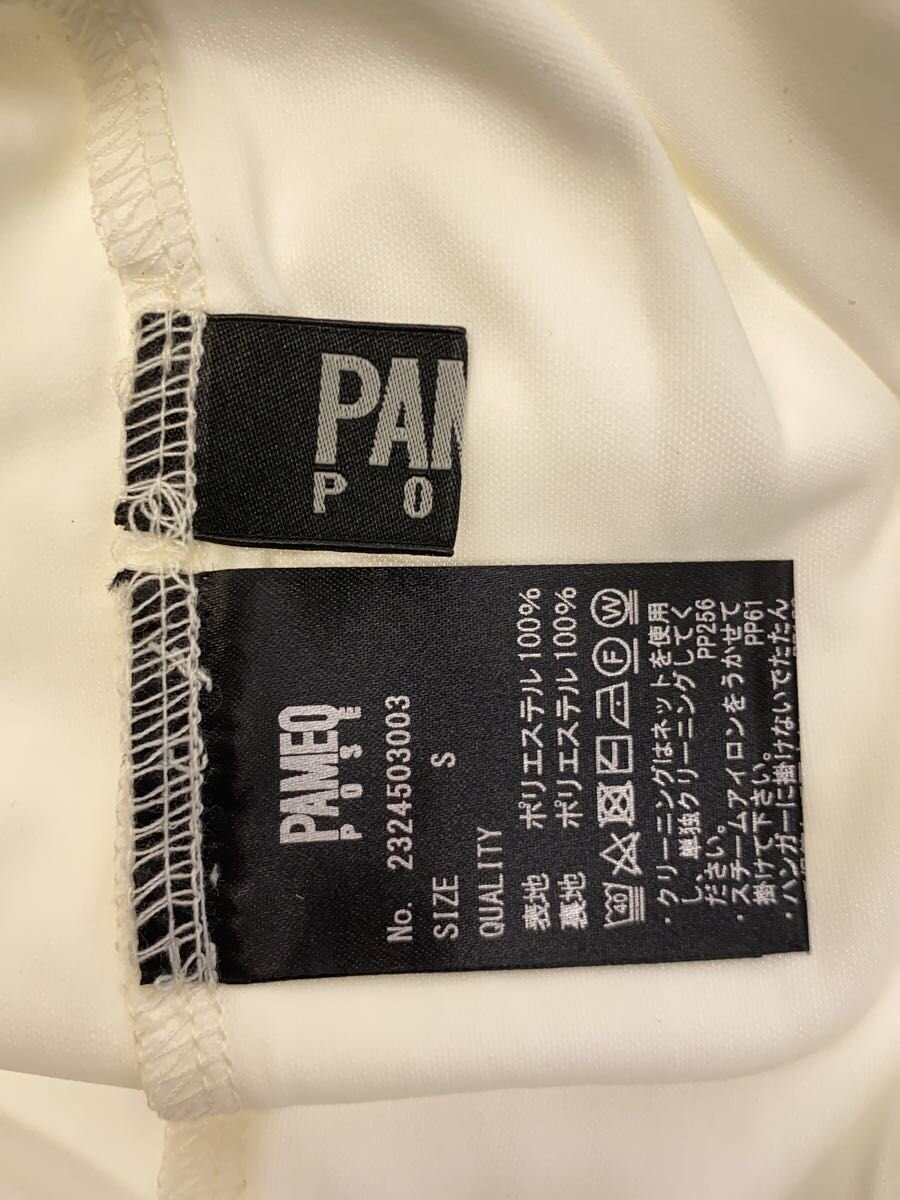 PAM
P O
PAMEO
POSE
No. 2324503003
SIZE S
QUALITY
表地 ポリエステル100%
裏地 ポリエステル100%
40 F W
・クリーニングはネットを使用
し、単独クリーニングしてく
ださい。 PP256
・スチームアイロンをうかせて
掛けて下さい。 PP61
・ハンガーに掛けないでたたん